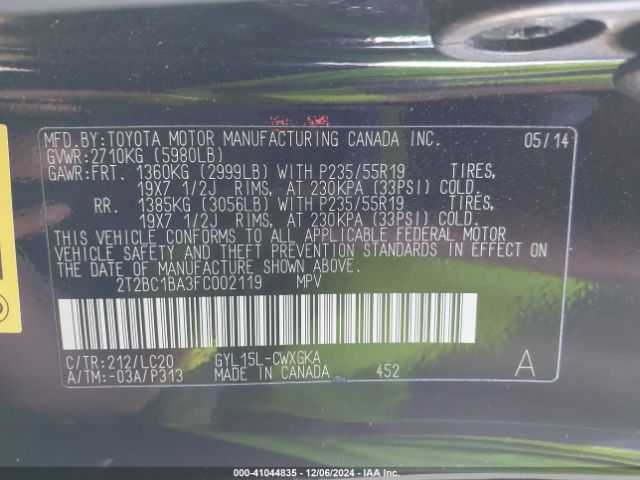 MFD.BY:TOYOTA MOTOR MANUFACTURING CANADA INC. 05/14
GVWR:2710KG (5980LB)
GAWR:FRT. 1360KG (2999LB) WITH P235/55R19 TIRES,
19X7 1/2J RIMS, AT 230KPA (33PSI) COLD.
RR. 1385KG (3056LB) WITH P235/55R19 TIRES,
19X7 1/2J RIMS, AT 230KPA (33PSI) COLD.
THIS VEHICLE CONFORMS TO ALL APPLICABLE FEDERAL MOTOR
VEHICLE SAFETY AND THEFT PREVENTION STANDARDS IN EFFECT ON
THE DATE OF MANUFACTURE SHOWN ABOVE.
2T2BC1BA3FC002119 MPV
C/TR:212/LC20 GYL15L-CWXGKA
A/TM:-03A/P313 MADE IN CANADA 452 A
000-41044835 - 12/06/2024 - IAA Inc.